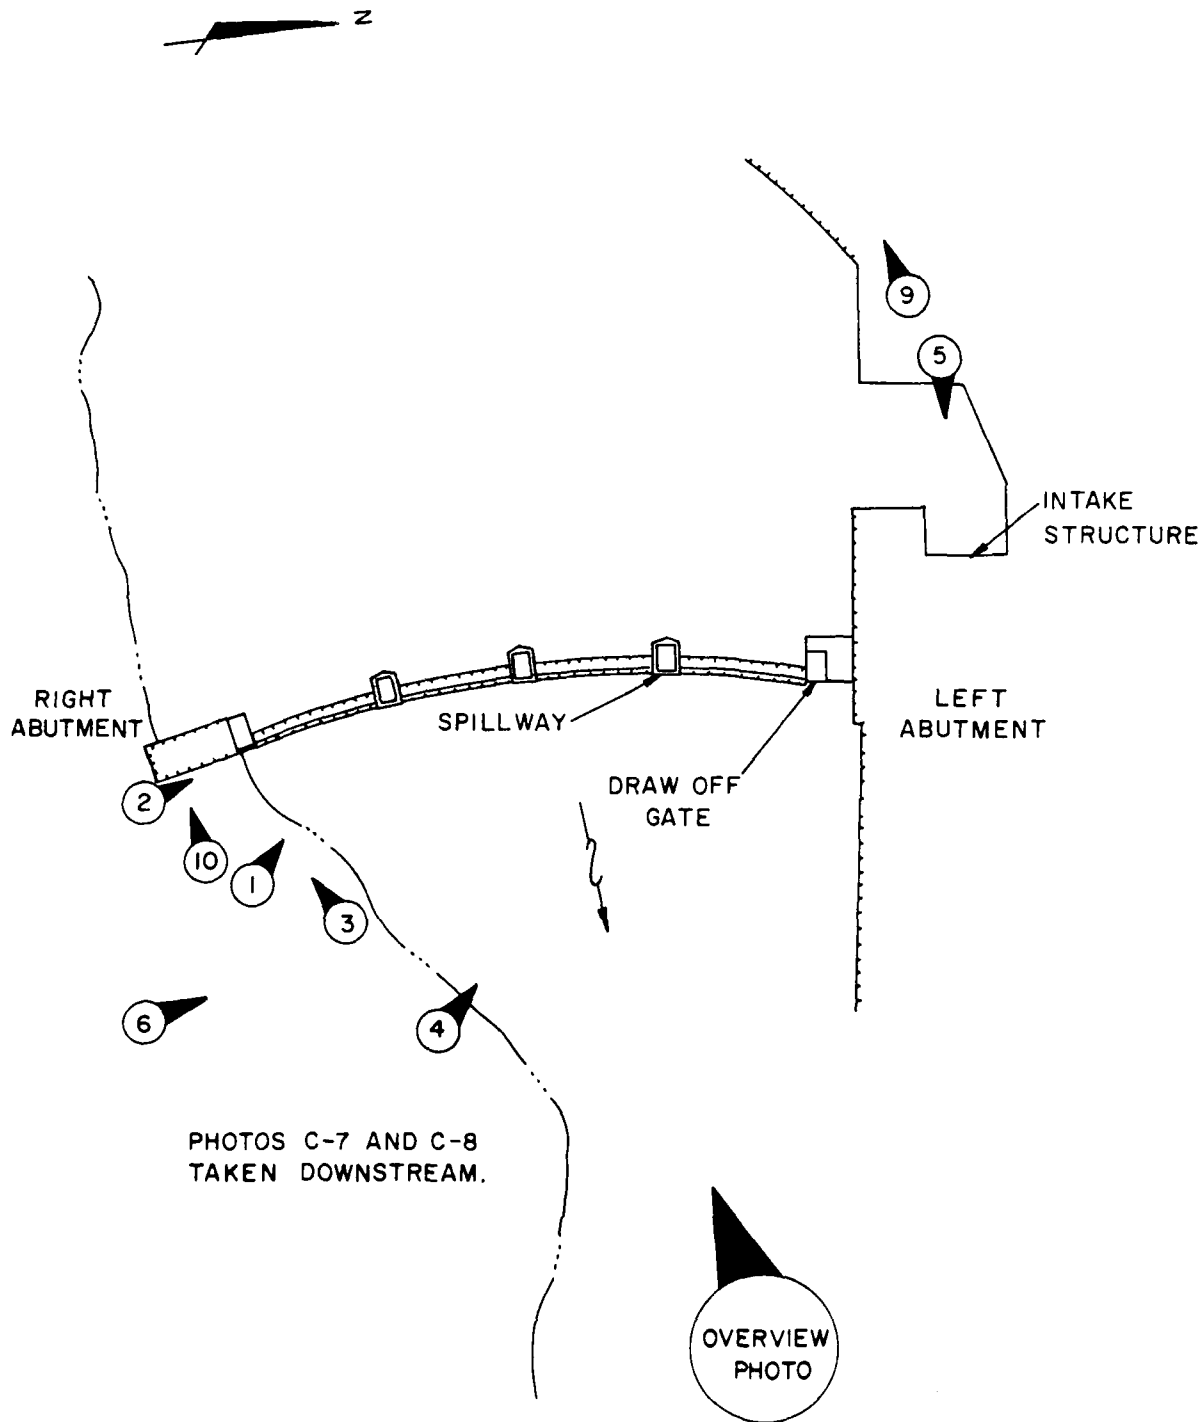 N
9
5
INTAKE
STRUCTURE
RIGHT
ABUTMENT
SPILLWAY
LEFT
ABUTMENT
DRAW OFF
GATE
2
10
1
3
6
4
PHOTOS C-7 AND C-8
TAKEN DOWNSTREAM.
OVERVIEW
PHOTO